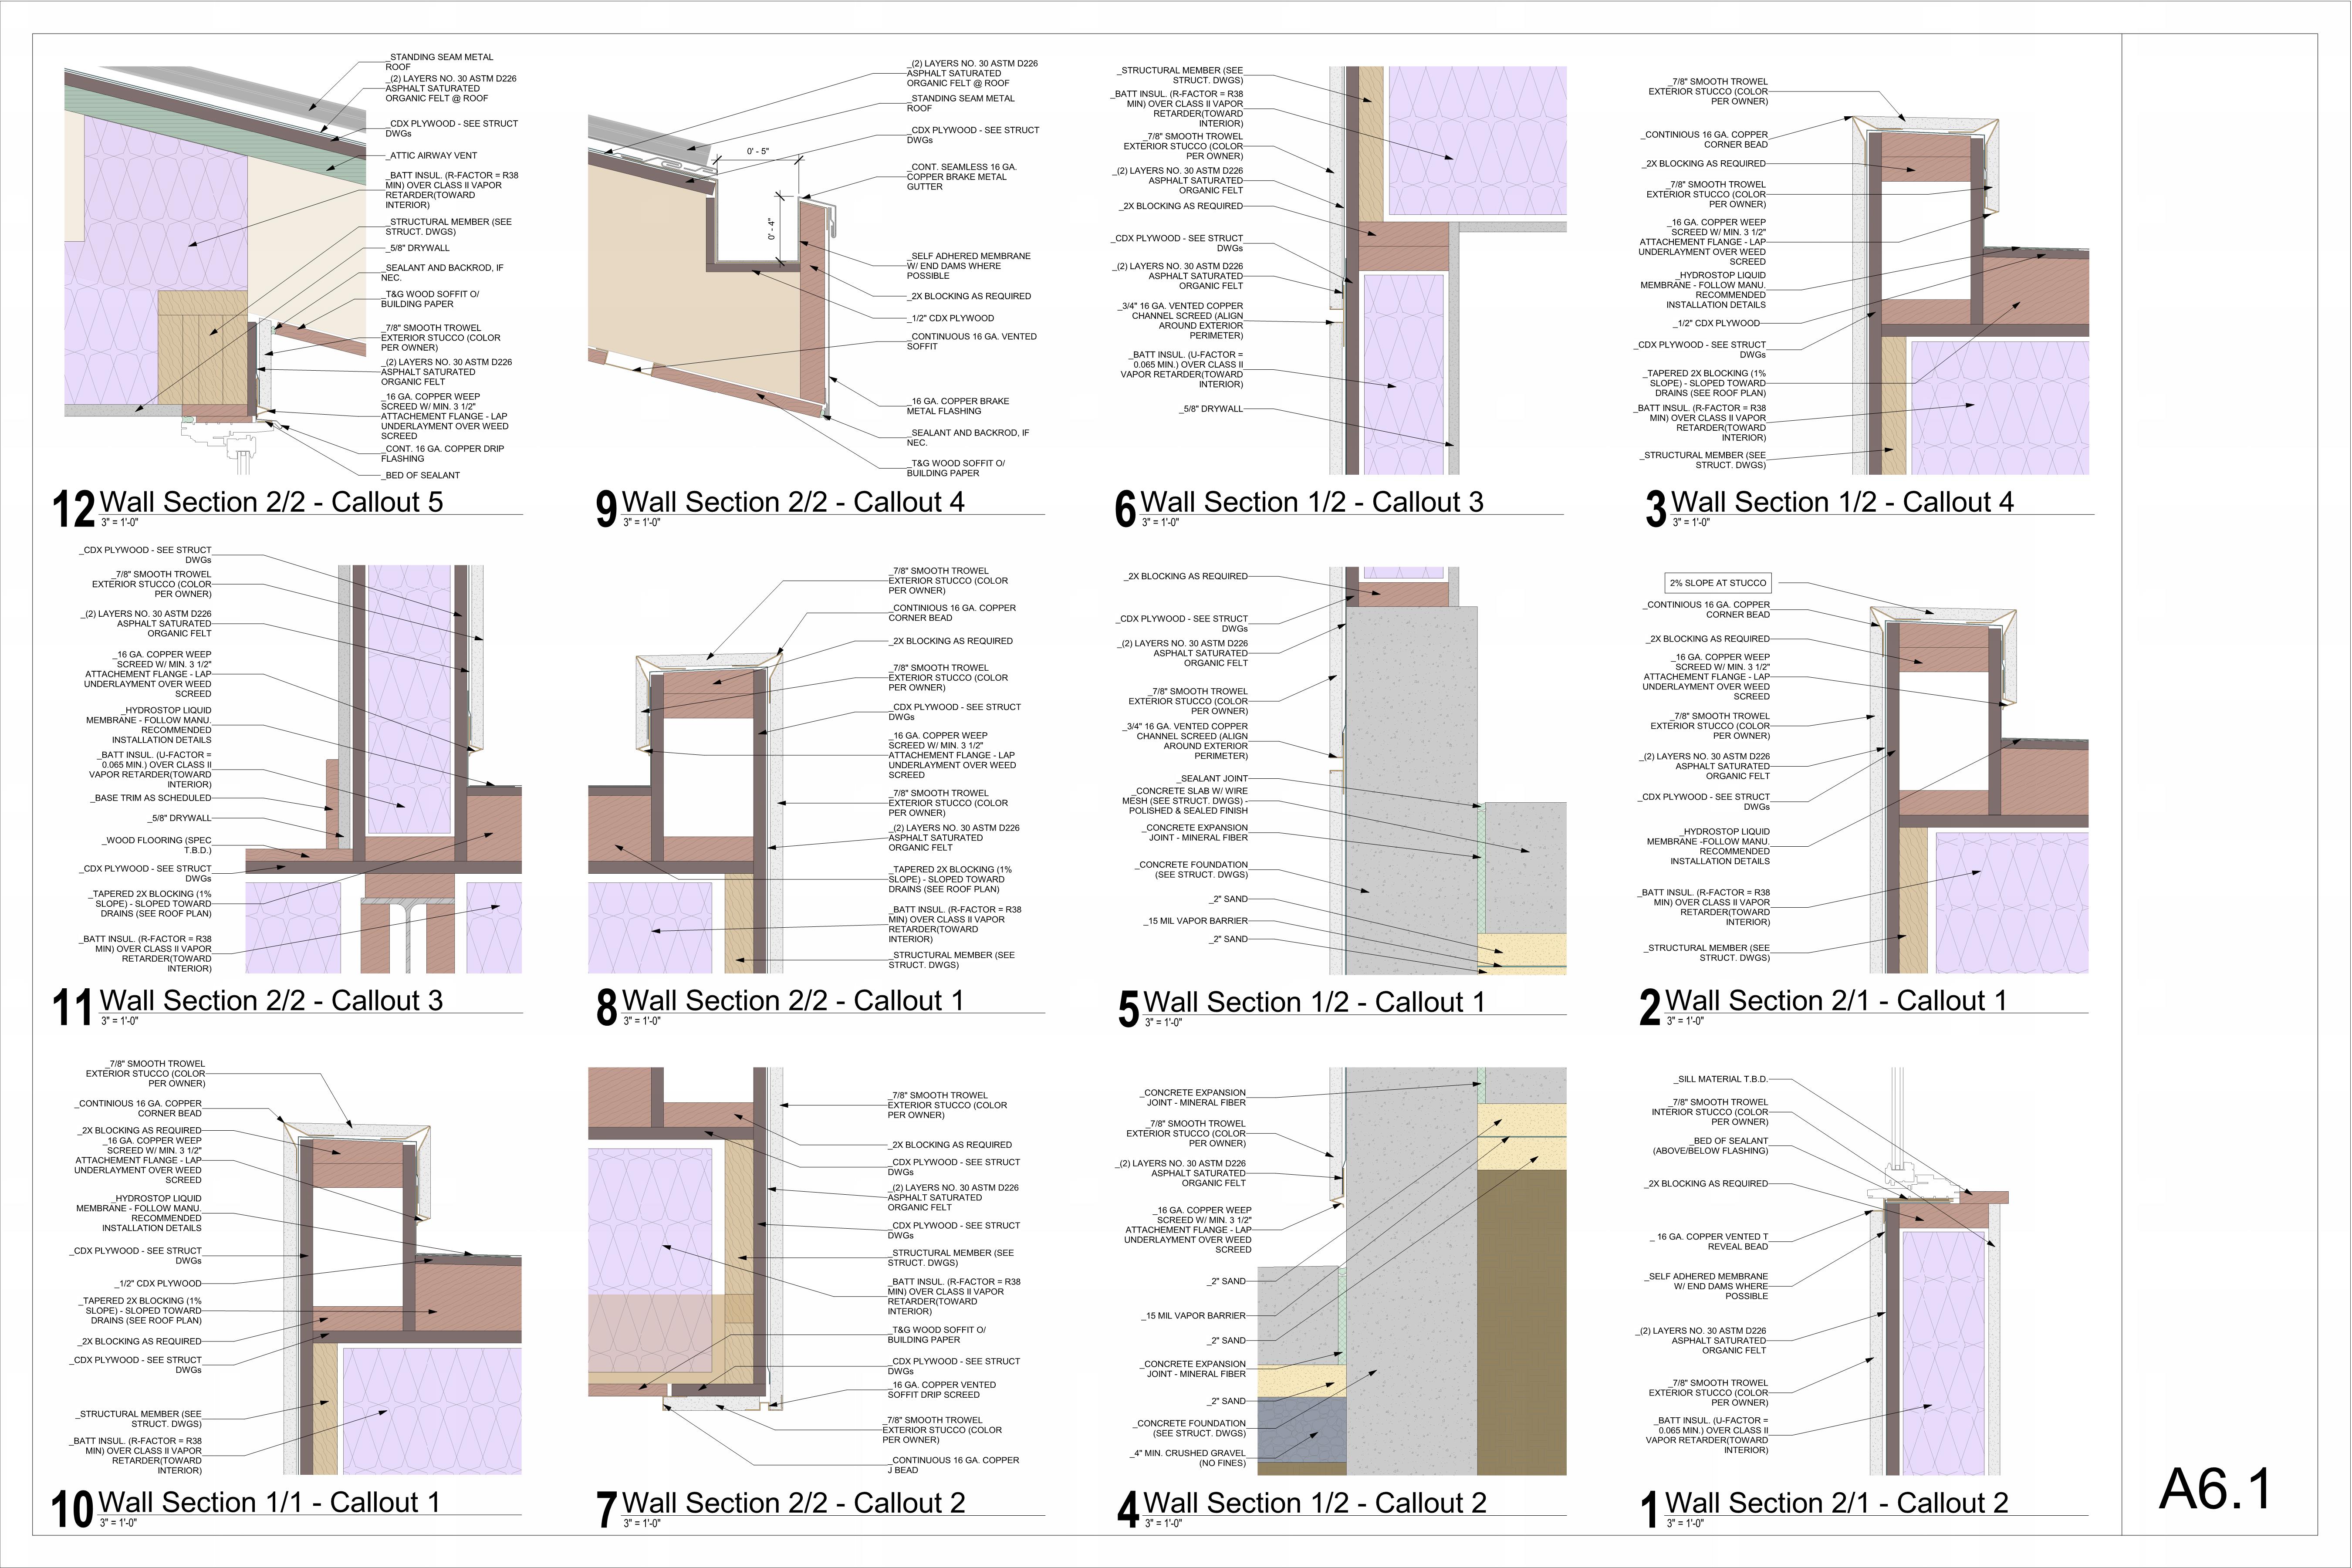 _STANDING SEAM METAL
ROOF
_(2) LAYERS NO. 30 ASTM D226
ASPHALT SATURATED
ORGANIC FELT @ ROOF
_CDX PLYWOOD - SEE STRUCT
DWGs
_ATTIC AIRWAY VENT
_BATT INSUL. (R-FACTOR = R38
MIN) OVER CLASS II VAPOR
RETARDER(TOWARD
INTERIOR)
_STRUCTURAL MEMBER (SEE
STRUCT. DWGS)
_5/8" DRYWALL
_SEALANT AND BACKROD, IF
NEC.
_T&G WOOD SOFFIT O/
BUILDING PAPER
_7/8" SMOOTH TROWEL
EXTERIOR STUCCO (COLOR
PER OWNER)
_(2) LAYERS NO. 30 ASTM D226
ASPHALT SATURATED
ORGANIC FELT
_16 GA. COPPER WEEP
SCREED W/ MIN. 3 1/2"
ATTACHEMENT FLANGE - LAP
UNDERLAYMENT OVER WEED
SCREED
_CONT. 16 GA. COPPER DRIP
FLASHING
_BED OF SEALANT
12 Wall Section 2/2 - Callout 5
3" = 1'-0"
_(2) LAYERS NO. 30 ASTM D226
ASPHALT SATURATED
ORGANIC FELT @ ROOF
_STANDING SEAM METAL
ROOF
_CDX PLYWOOD - SEE STRUCT
DWGs
_CONT. SEAMLESS 16 GA.
COPPER BRAKE METAL
GUTTER
0' - 5"
0' - 4"
_SELF ADHERED MEMBRANE
W/ END DAMS WHERE
POSSIBLE
_2X BLOCKING AS REQUIRED
_1/2" CDX PLYWOOD
_CONTINUOUS 16 GA. VENTED
SOFFIT
_16 GA. COPPER BRAKE
METAL FLASHING
_SEALANT AND BACKROD, IF
NEC.
_T&G WOOD SOFFIT O/
BUILDING PAPER
9 Wall Section 2/2 - Callout 4
3" = 1'-0"
_STRUCTURAL MEMBER (SEE
STRUCT. DWGS)
_BATT INSUL. (R-FACTOR = R38
MIN) OVER CLASS II VAPOR
RETARDER(TOWARD
INTERIOR)
_7/8" SMOOTH TROWEL
EXTERIOR STUCCO (COLOR
PER OWNER)
_(2) LAYERS NO. 30 ASTM D226
ASPHALT SATURATED
ORGANIC FELT
_2X BLOCKING AS REQUIRED
_CDX PLYWOOD - SEE STRUCT
DWGs
_(2) LAYERS NO. 30 ASTM D226
ASPHALT SATURATED
ORGANIC FELT
_3/4" 16 GA. VENTED COPPER
CHANNEL SCREED (ALIGN
AROUND EXTERIOR
PERIMETER)
_BATT INSUL. (U-FACTOR =
0.065 MIN.) OVER CLASS II
VAPOR RETARDER(TOWARD
INTERIOR)
_5/8" DRYWALL
6 Wall Section 1/2 - Callout 3
3" = 1'-0"
_7/8" SMOOTH TROWEL
EXTERIOR STUCCO (COLOR
PER OWNER)
_CONTINIOUS 16 GA. COPPER
CORNER BEAD
_2X BLOCKING AS REQUIRED
_7/8" SMOOTH TROWEL
EXTERIOR STUCCO (COLOR
PER OWNER)
_16 GA. COPPER WEEP
SCREED W/ MIN. 3 1/2"
ATTACHEMENT FLANGE - LAP
UNDERLAYMENT OVER WEED
SCREED
_HYDROSTOP LIQUID
MEMBRANE - FOLLOW MANU.
RECOMMENDED
INSTALLATION DETAILS
_1/2" CDX PLYWOOD
_CDX PLYWOOD - SEE STRUCT
DWGs
_TAPERED 2X BLOCKING (1%
SLOPE) - SLOPED TOWARD
DRAINS (SEE ROOF PLAN)
_BATT INSUL. (R-FACTOR = R38
MIN) OVER CLASS II VAPOR
RETARDER(TOWARD
INTERIOR)
_STRUCTURAL MEMBER (SEE
STRUCT. DWGS)
3 Wall Section 1/2 - Callout 4
3" = 1'-0"
_CDX PLYWOOD - SEE STRUCT
DWGs
_7/8" SMOOTH TROWEL
EXTERIOR STUCCO (COLOR
PER OWNER)
_(2) LAYERS NO. 30 ASTM D226
ASPHALT SATURATED
ORGANIC FELT
_16 GA. COPPER WEEP
SCREED W/ MIN. 3 1/2"
ATTACHEMENT FLANGE - LAP
UNDERLAYMENT OVER WEED
SCREED
_HYDROSTOP LIQUID
MEMBRANE - FOLLOW MANU.
RECOMMENDED
INSTALLATION DETAILS
_BATT INSUL. (U-FACTOR =
0.065 MIN.) OVER CLASS II
VAPOR RETARDER(TOWARD
INTERIOR)
_BASE TRIM AS SCHEDULED
_5/8" DRYWALL
_WOOD FLOORING (SPEC
T.B.D.)
_CDX PLYWOOD - SEE STRUCT
DWGs
_TAPERED 2X BLOCKING (1%
SLOPE) - SLOPED TOWARD
DRAINS (SEE ROOF PLAN)
_BATT INSUL. (R-FACTOR = R38
MIN) OVER CLASS II VAPOR
RETARDER(TOWARD
INTERIOR)
11 Wall Section 2/2 - Callout 3
3" = 1'-0"
_7/8" SMOOTH TROWEL
EXTERIOR STUCCO (COLOR
PER OWNER)
_CONTINIOUS 16 GA. COPPER
CORNER BEAD
_2X BLOCKING AS REQUIRED
_7/8" SMOOTH TROWEL
EXTERIOR STUCCO (COLOR
PER OWNER)
_CDX PLYWOOD - SEE STRUCT
DWGs
_16 GA. COPPER WEEP
SCREED W/ MIN. 3 1/2"
ATTACHEMENT FLANGE - LAP
UNDERLAYMENT OVER WEED
SCREED
_7/8" SMOOTH TROWEL
EXTERIOR STUCCO (COLOR
PER OWNER)
_(2) LAYERS NO. 30 ASTM D226
ASPHALT SATURATED
ORGANIC FELT
_TAPERED 2X BLOCKING (1%
SLOPE) - SLOPED TOWARD
DRAINS (SEE ROOF PLAN)
_BATT INSUL. (R-FACTOR = R38
MIN) OVER CLASS II VAPOR
RETARDER(TOWARD
INTERIOR)
_STRUCTURAL MEMBER (SEE
STRUCT. DWGS)
8 Wall Section 2/2 - Callout 1
3" = 1'-0"
_2X BLOCKING AS REQUIRED
_CDX PLYWOOD - SEE STRUCT
DWGs
_(2) LAYERS NO. 30 ASTM D226
ASPHALT SATURATED
ORGANIC FELT
_7/8" SMOOTH TROWEL
EXTERIOR STUCCO (COLOR
PER OWNER)
_3/4" 16 GA. VENTED COPPER
CHANNEL SCREED (ALIGN
AROUND EXTERIOR
PERIMETER)
_SEALANT JOINT
_CONCRETE SLAB W/ WIRE
MESH (SEE STRUCT. DWGS) -
POLISHED & SEALED FINISH
_CONCRETE EXPANSION
JOINT - MINERAL FIBER
_CONCRETE FOUNDATION
(SEE STRUCT. DWGS)
_2" SAND
_15 MIL VAPOR BARRIER
_2" SAND
5 Wall Section 1/2 - Callout 1
3" = 1'-0"
2% SLOPE AT STUCCO
_CONTINIOUS 16 GA. COPPER
CORNER BEAD
_2X BLOCKING AS REQUIRED
_16 GA. COPPER WEEP
SCREED W/ MIN. 3 1/2"
ATTACHEMENT FLANGE - LAP
UNDERLAYMENT OVER WEED
SCREED
_7/8" SMOOTH TROWEL
EXTERIOR STUCCO (COLOR
PER OWNER)
_(2) LAYERS NO. 30 ASTM D226
ASPHALT SATURATED
ORGANIC FELT
_CDX PLYWOOD - SEE STRUCT
DWGs
_HYDROSTOP LIQUID
MEMBRANE -FOLLOW MANU.
RECOMMENDED
INSTALLATION DETAILS
_BATT INSUL. (R-FACTOR = R38
MIN) OVER CLASS II VAPOR
RETARDER(TOWARD
INTERIOR)
_STRUCTURAL MEMBER (SEE
STRUCT. DWGS)
2 Wall Section 2/1 - Callout 1
3" = 1'-0"
_7/8" SMOOTH TROWEL
EXTERIOR STUCCO (COLOR
PER OWNER)
_CONTINIOUS 16 GA. COPPER
CORNER BEAD
_2X BLOCKING AS REQUIRED
_16 GA. COPPER WEEP
SCREED W/ MIN. 3 1/2"
ATTACHEMENT FLANGE - LAP
UNDERLAYMENT OVER WEED
SCREED
_HYDROSTOP LIQUID
MEMBRANE - FOLLOW MANU.
RECOMMENDED
INSTALLATION DETAILS
_CDX PLYWOOD - SEE STRUCT
DWGs
_1/2" CDX PLYWOOD
_TAPERED 2X BLOCKING (1%
SLOPE) - SLOPED TOWARD
DRAINS (SEE ROOF PLAN)
_2X BLOCKING AS REQUIRED
_CDX PLYWOOD - SEE STRUCT
DWGs
_STRUCTURAL MEMBER (SEE
STRUCT. DWGS)
_BATT INSUL. (R-FACTOR = R38
MIN) OVER CLASS II VAPOR
RETARDER(TOWARD
INTERIOR)
10 Wall Section 1/1 - Callout 1
3" = 1'-0"
_7/8" SMOOTH TROWEL
EXTERIOR STUCCO (COLOR
PER OWNER)
_2X BLOCKING AS REQUIRED
_CDX PLYWOOD - SEE STRUCT
DWGs
_(2) LAYERS NO. 30 ASTM D226
ASPHALT SATURATED
ORGANIC FELT
_CDX PLYWOOD - SEE STRUCT
DWGs
_STRUCTURAL MEMBER (SEE
STRUCT. DWGS)
_BATT INSUL. (R-FACTOR = R38
MIN) OVER CLASS II VAPOR
RETARDER(TOWARD
INTERIOR)
_T&G WOOD SOFFIT O/
BUILDING PAPER
_CDX PLYWOOD - SEE STRUCT
DWGs
_16 GA. COPPER VENTED
SOFFIT DRIP SCREED
_7/8" SMOOTH TROWEL
EXTERIOR STUCCO (COLOR
PER OWNER)
_CONTINUOUS 16 GA. COPPER
J BEAD
7 Wall Section 2/2 - Callout 2
3" = 1'-0"
_CONCRETE EXPANSION
JOINT - MINERAL FIBER
_7/8" SMOOTH TROWEL
EXTERIOR STUCCO (COLOR
PER OWNER)
_(2) LAYERS NO. 30 ASTM D226
ASPHALT SATURATED
ORGANIC FELT
_16 GA. COPPER WEEP
SCREED W/ MIN. 3 1/2"
ATTACHEMENT FLANGE - LAP
UNDERLAYMENT OVER WEED
SCREED
_2" SAND
_15 MIL VAPOR BARRIER
_2" SAND
_CONCRETE EXPANSION
JOINT - MINERAL FIBER
_2" SAND
_CONCRETE FOUNDATION
(SEE STRUCT. DWGS)
_4" MIN. CRUSHED GRAVEL
(NO FINES)
4 Wall Section 1/2 - Callout 2
3" = 1'-0"
_SILL MATERIAL T.B.D.
_7/8" SMOOTH TROWEL
INTERIOR STUCCO (COLOR
PER OWNER)
_BED OF SEALANT
(ABOVE/BELOW FLASHING)
_2X BLOCKING AS REQUIRED
_ 16 GA. COPPER VENTED T
REVEAL BEAD
_SELF ADHERED MEMBRANE
W/ END DAMS WHERE
POSSIBLE
_(2) LAYERS NO. 30 ASTM D226
ASPHALT SATURATED
ORGANIC FELT
_7/8" SMOOTH TROWEL
EXTERIOR STUCCO (COLOR
PER OWNER)
_BATT INSUL. (U-FACTOR =
0.065 MIN.) OVER CLASS II
VAPOR RETARDER(TOWARD
INTERIOR)
1 Wall Section 2/1 - Callout 2
3" = 1'-0"
A6.1